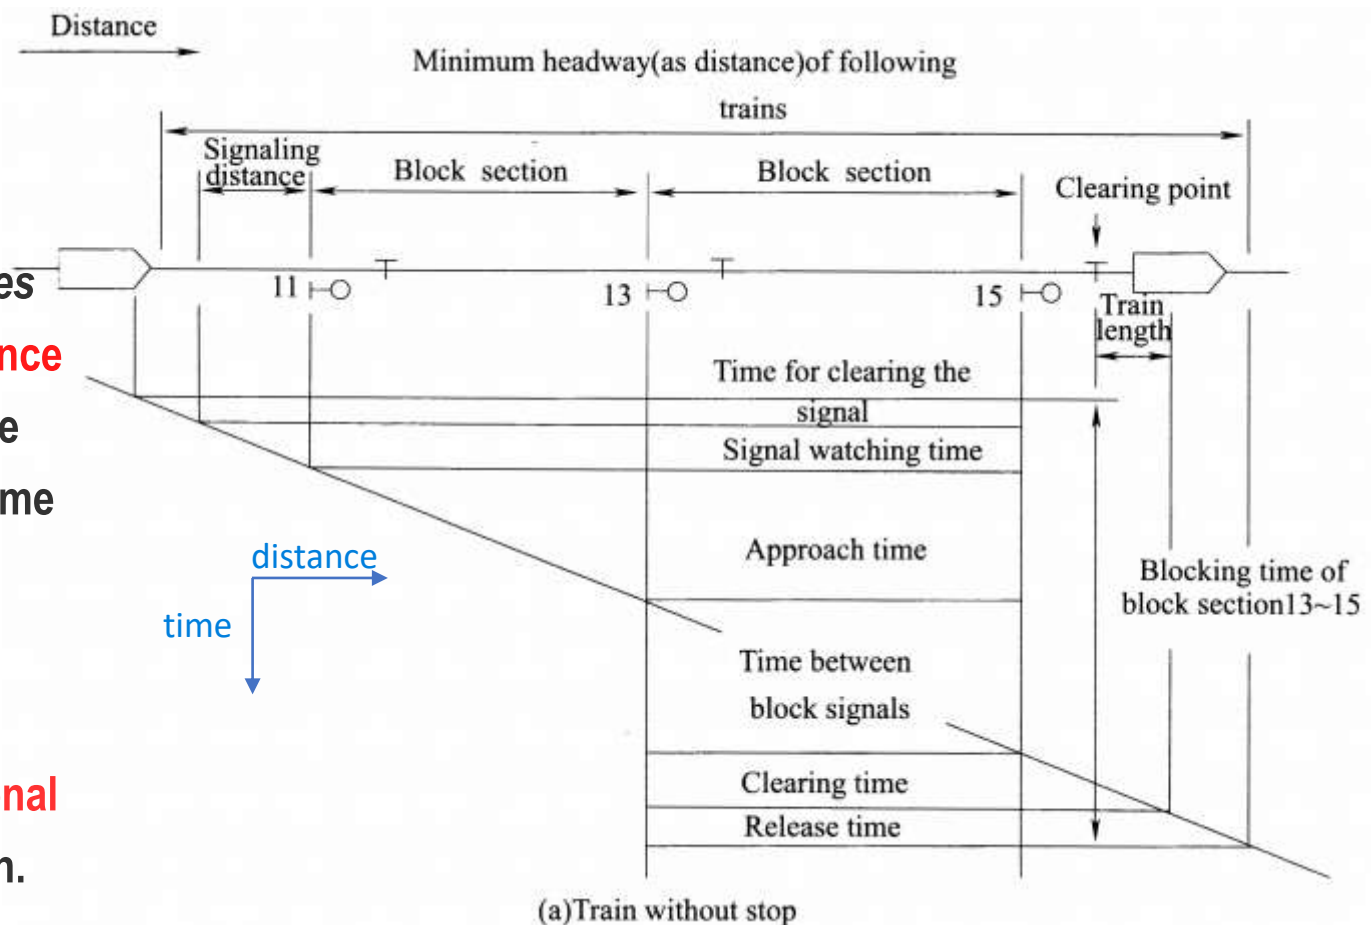 Distance
Minimum headway(as distance)of following
trains
Signaling
distance
Block section
Block section
Clearing point
11
13
15
Train
length
es
nce
e
me
nal
n.
Time for clearing the
signal
Signal watching time
Approach time
distance
time
Blocking time of
block section13~15
Time between
block signals
Clearing time
Release time
(a)Train without stop